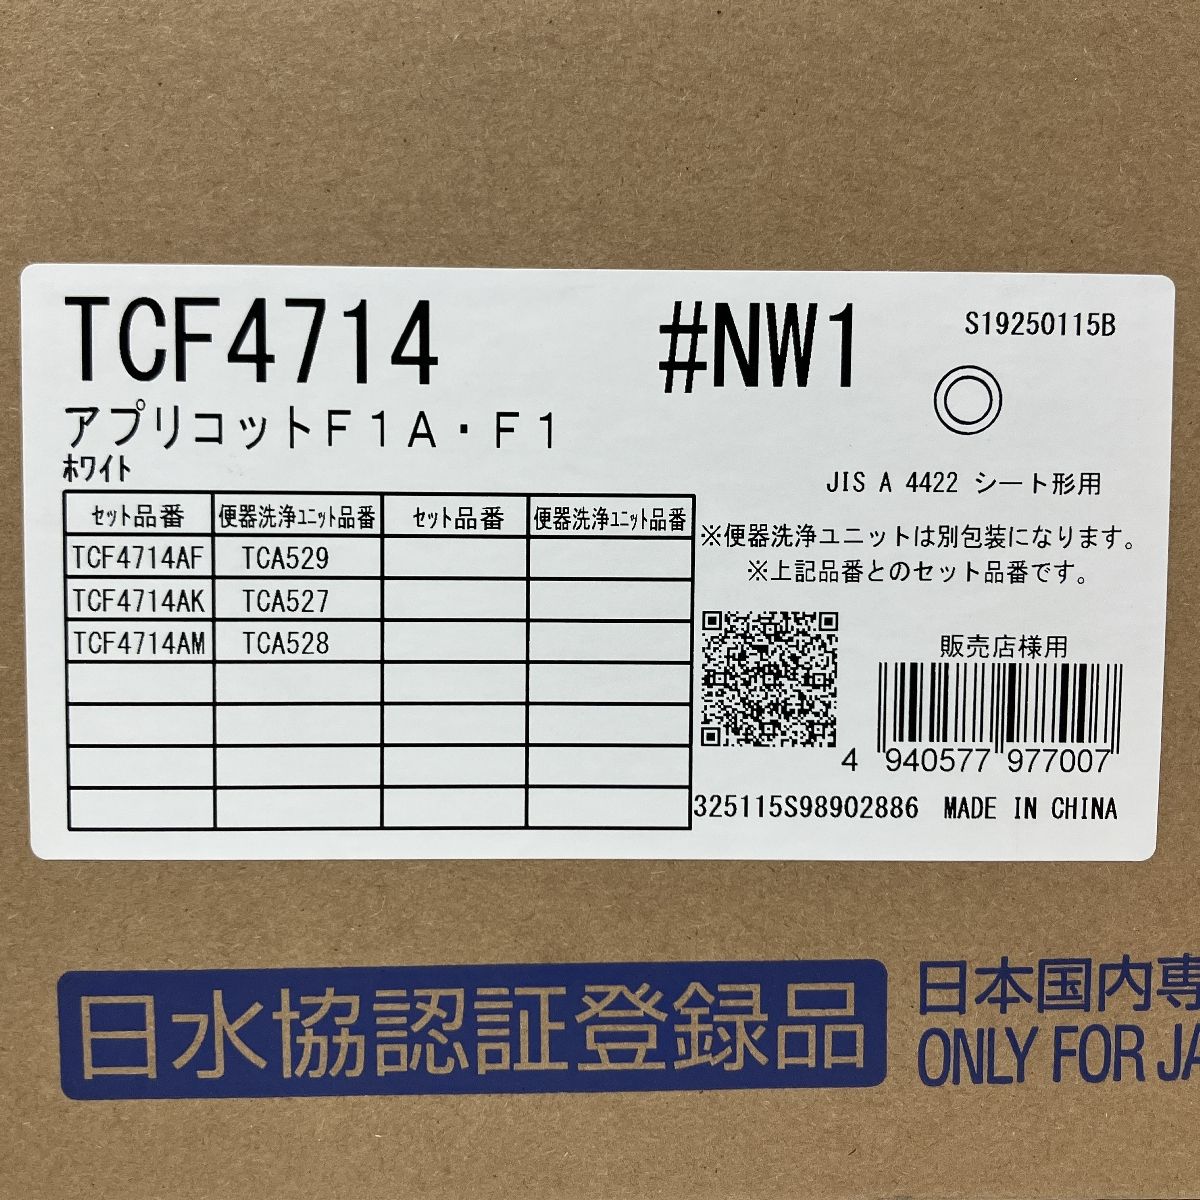 TCF4714 #NW1 S19250115B
アプリコットF1A・F1
ホワイト
JIS A 4422 シート形用
セット品番 便器洗浄ユニット品番 セット品番 便器洗浄ユニット品番
TCF4714AF TCA529
TCF4714AK TCA527
TCF4714AM TCA528
※便器洗浄ユニットは別包装になります。
※上記品番とのセット品番です。
販売店様用
4 940577 977007
325115S98902886 MADE IN CHINA
日水協認証登録品
日本国内専
ONLY FOR JA